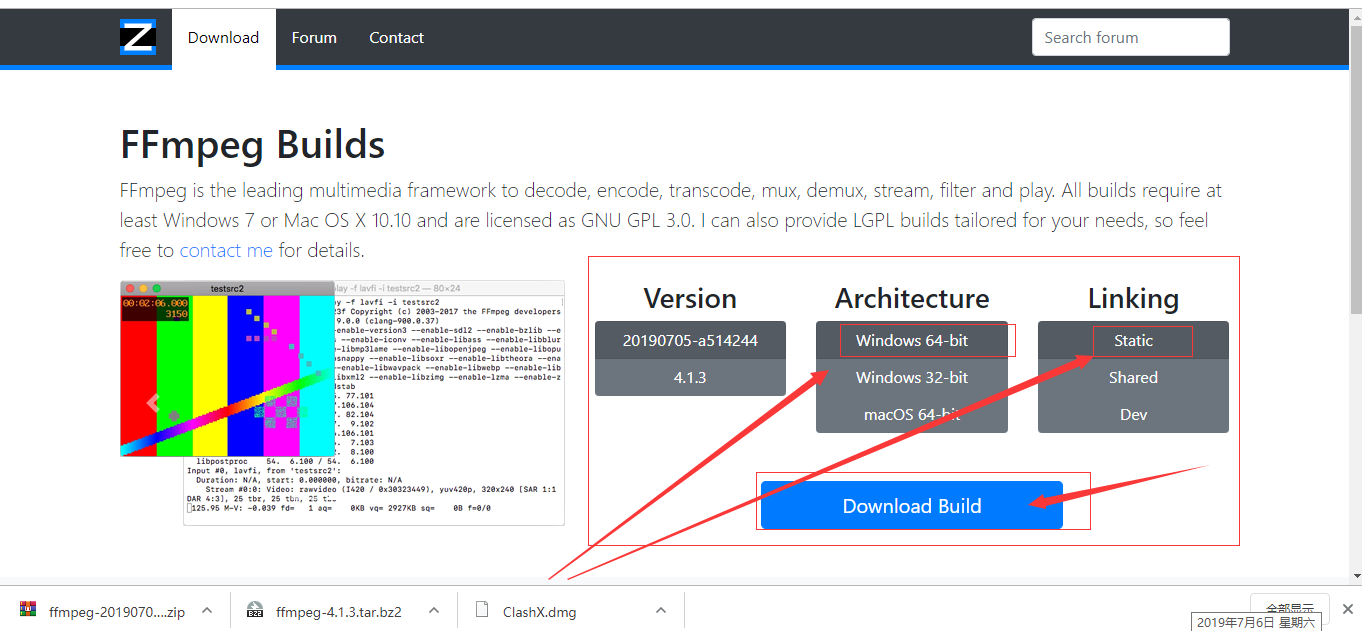 Z
Download
Forum
Contact
Search forum
FFmpeg Builds
FFmpeg is the leading multimedia framework to decode, encode, transcode, mux, demux, stream, filter and play. All builds require at
least Windows 7 or Mac OS X 10.10 and are licensed as GNU GPL 3.0. I can also provide LGPL builds tailored for your needs, so feel
free to contact me for details.
testsrc2
play -f lavfi -i testsrc2 — 80×24
00:02:06.000
3150
ay -f lavfi -i testsrc2
3f Copyright (c) 2003-2017 the FFmpeg developers
9.0.0 (clang-900.0.37)
enable-version3 --enable-sdl2 --enable-bzlib --e
able --enable-iconv --enable-libass --enable-libblur
libmp3lame --enable-libopenjpeg --enable-libopu
snappy --enable-libsoxr --enable-libtheora --ena
e-libwavpack --enable-libwebp --enable-lib
ibxml2 --enable-libzimg --enable-lzma --enable-z
dstab
. 77.101
.106.104
. 82.104
. 9.102
.106.101
. 7.103
. 8.100
libpostproc 54. 6.100 / 54. 6.100
Input #0, lavfi, from 'testsrc2':
Duration: N/A, start: 0.000000, bitrate: N/A
Stream #0:0: Video: rawvideo (I420 / 0x30323449), yuv420p, 320x240 [SAR 1:1
DAR 4:3], 25 tbr, 25 tbn, 25 tbc
125.95 M-V: -0.039 fd= 1 aq= 0KB vq= 2927KB sq= 0B f=0/0
Version
20190705-a514244
4.1.3
Architecture
Windows 64-bit
Windows 32-bit
macOS 64-bit
Linking
Static
Shared
Dev
Download Build
ffmpeg-2019070....zip
ffmpeg-4.1.3.tar.bz2
ClashX.dmg
全部显示
2019年7月6日 星期六